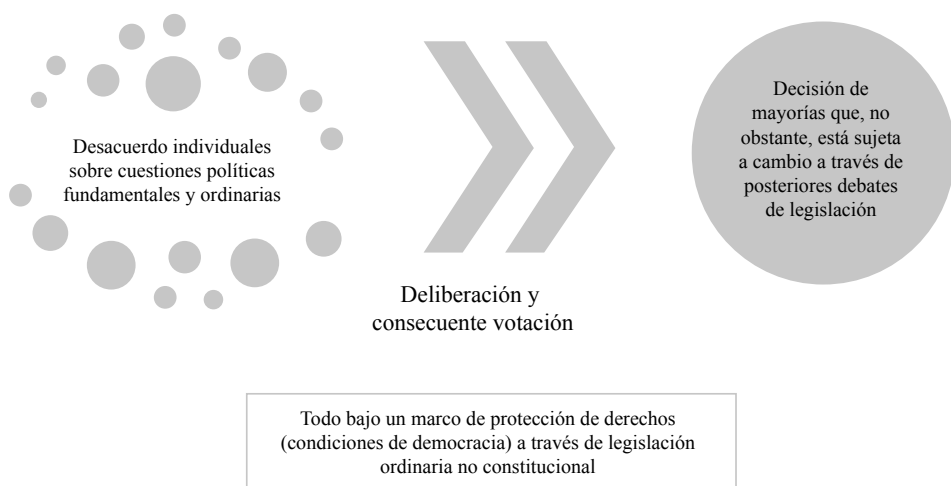 Desacuerdo individuales
sobre cuestiones políticas
fundamentales y ordinarias
Deliberación y
consecuente votación
Decisión de
mayorías que, no
obstante, está sujeta
a cambio a través de
posteriores debates
de legislación
Todo bajo un marco de protección de derechos
(condiciones de democracia) a través de legislación
ordinaria no constitucional